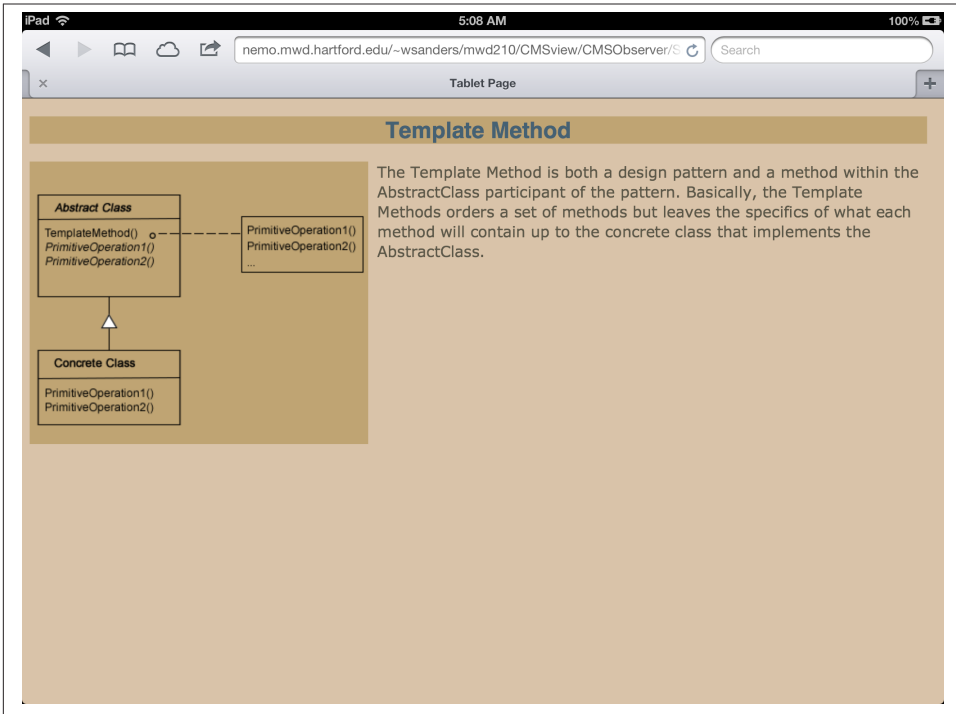 iPad 5:08 AM 100%
nemo.mwd.hartford.edu/~wsanders/mwd210/CMSview/CMSObserver/S Search
× Tablet Page +
Template Method
Abstract Class
TemplateMethod()
PrimitiveOperation1()
PrimitiveOperation2()
PrimitiveOperation1()
PrimitiveOperation2()
...
Concrete Class
PrimitiveOperation1()
PrimitiveOperation2()
The Template Method is both a design pattern and a method within the
AbstractClass participant of the pattern. Basically, the Template
Methods orders a set of methods but leaves the specifics of what each
method will contain up to the concrete class that implements the
AbstractClass.